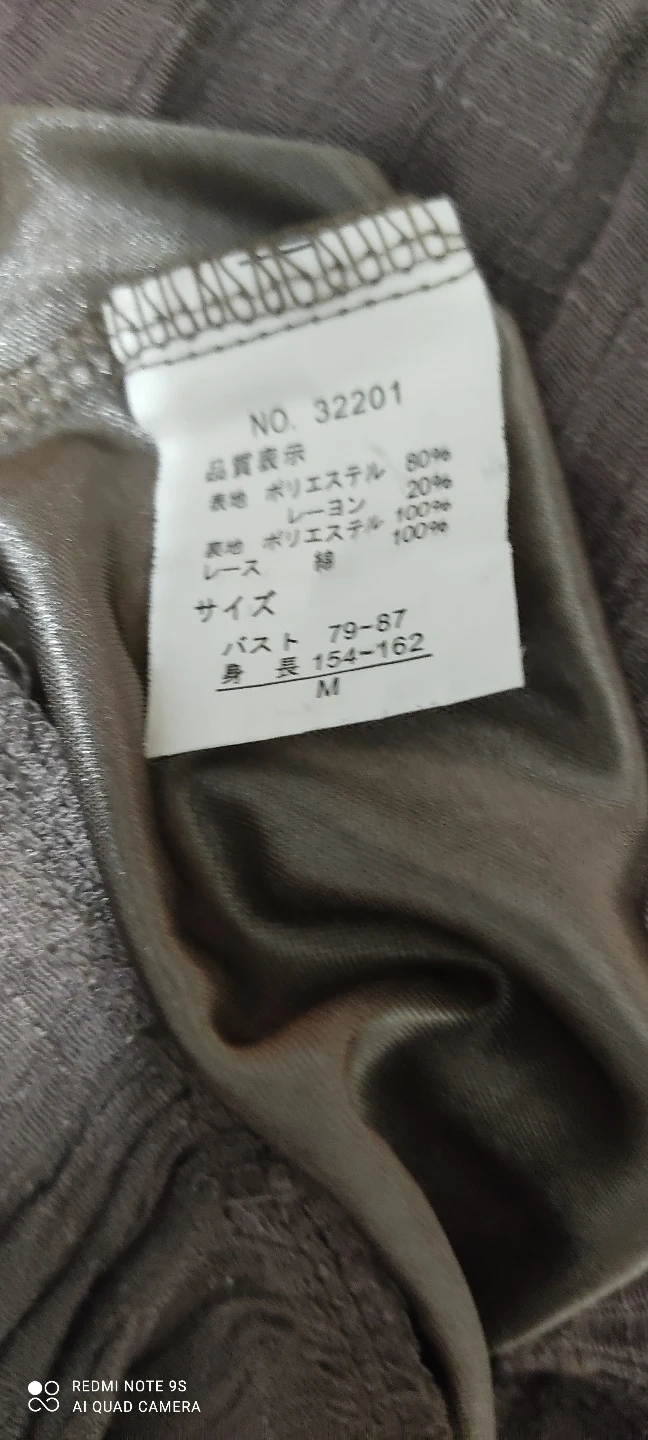 NO. 32201
品質表示
表地 ポリエステル 80%
レーヨン 20%
裏地 ポリエステル 100%
レース 綿 100%
サイズ
バスト 79-87
身長 154-162
M
REDMI NOTE 9S
AI QUAD CAMERA